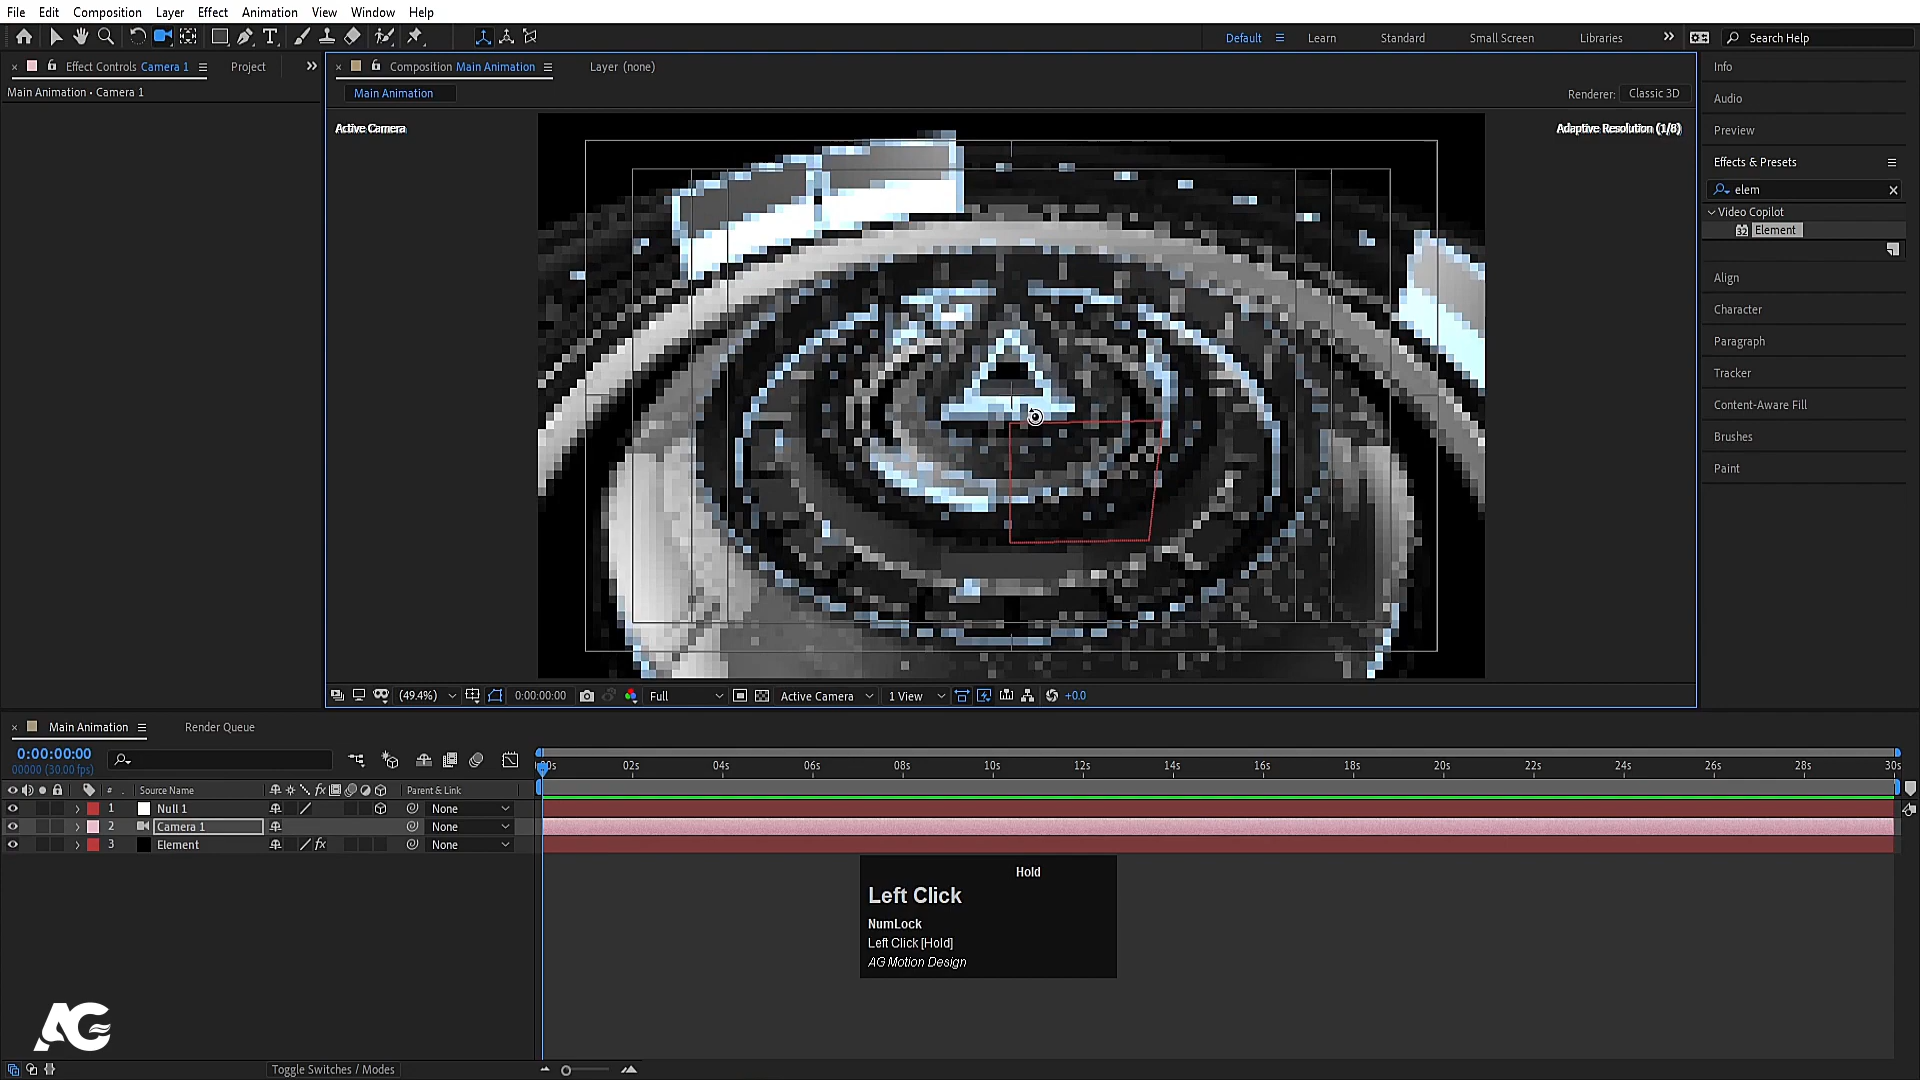 File Edit Composition Layer Effect Animation View Window Help
Default Learn Standard Small Screen Libraries Search Help
Effect Controls Camera 1 Project
Composition Main Animation Layer (none)
Main Animation • Camera 1
Main Animation
Renderer: Classic 3D
Active Camera
Adaptive Resolution (1/8)
Info
Audio
Preview
Effects & Presets
elem
Video Copilot
32 Element
Align
Character
Paragraph
Tracker
Content-Aware Fill
Brushes
Paint
(49.4%) 0:00:00:00 Full Active Camera 1 View +0.0
Main Animation Render Queue
0:00:00:00
00000 (30.00 fps)
02s 04s 06s 08s 10s 12s 14s 16s 18s 20s 22s 24s 26s 28s 30s
# . Source Name fx Parent & Link
1 Null 1 None
2 Camera 1 None
3 Element fx None
Hold
Left Click
NumLock
Left Click [Hold]
AG Motion Design
AG
Toggle Switches / Modes